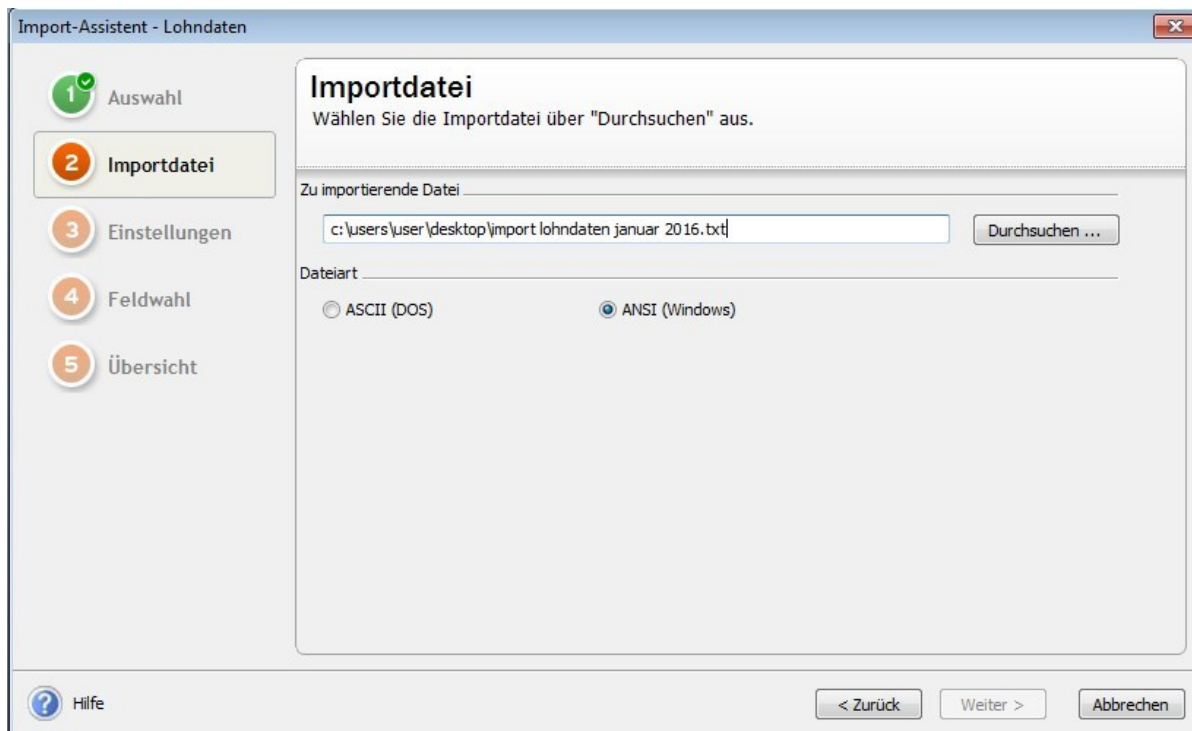 Import-Assistent - Lohndaten
1 Auswahl
2 Importdatei
3 Einstellungen
4 Feldwahl
5 Übersicht
Importdatei
Wählen Sie die Importdatei über "Durchsuchen" aus.
Zu importierende Datei
c:\users\user\desktop\import lohndaten januar 2016.txt
Durchsuchen ...
Dateiart
ASCII (DOS)
ANSI (Windows)
? Hilfe
< Zurück
Weiter >
Abbrechen